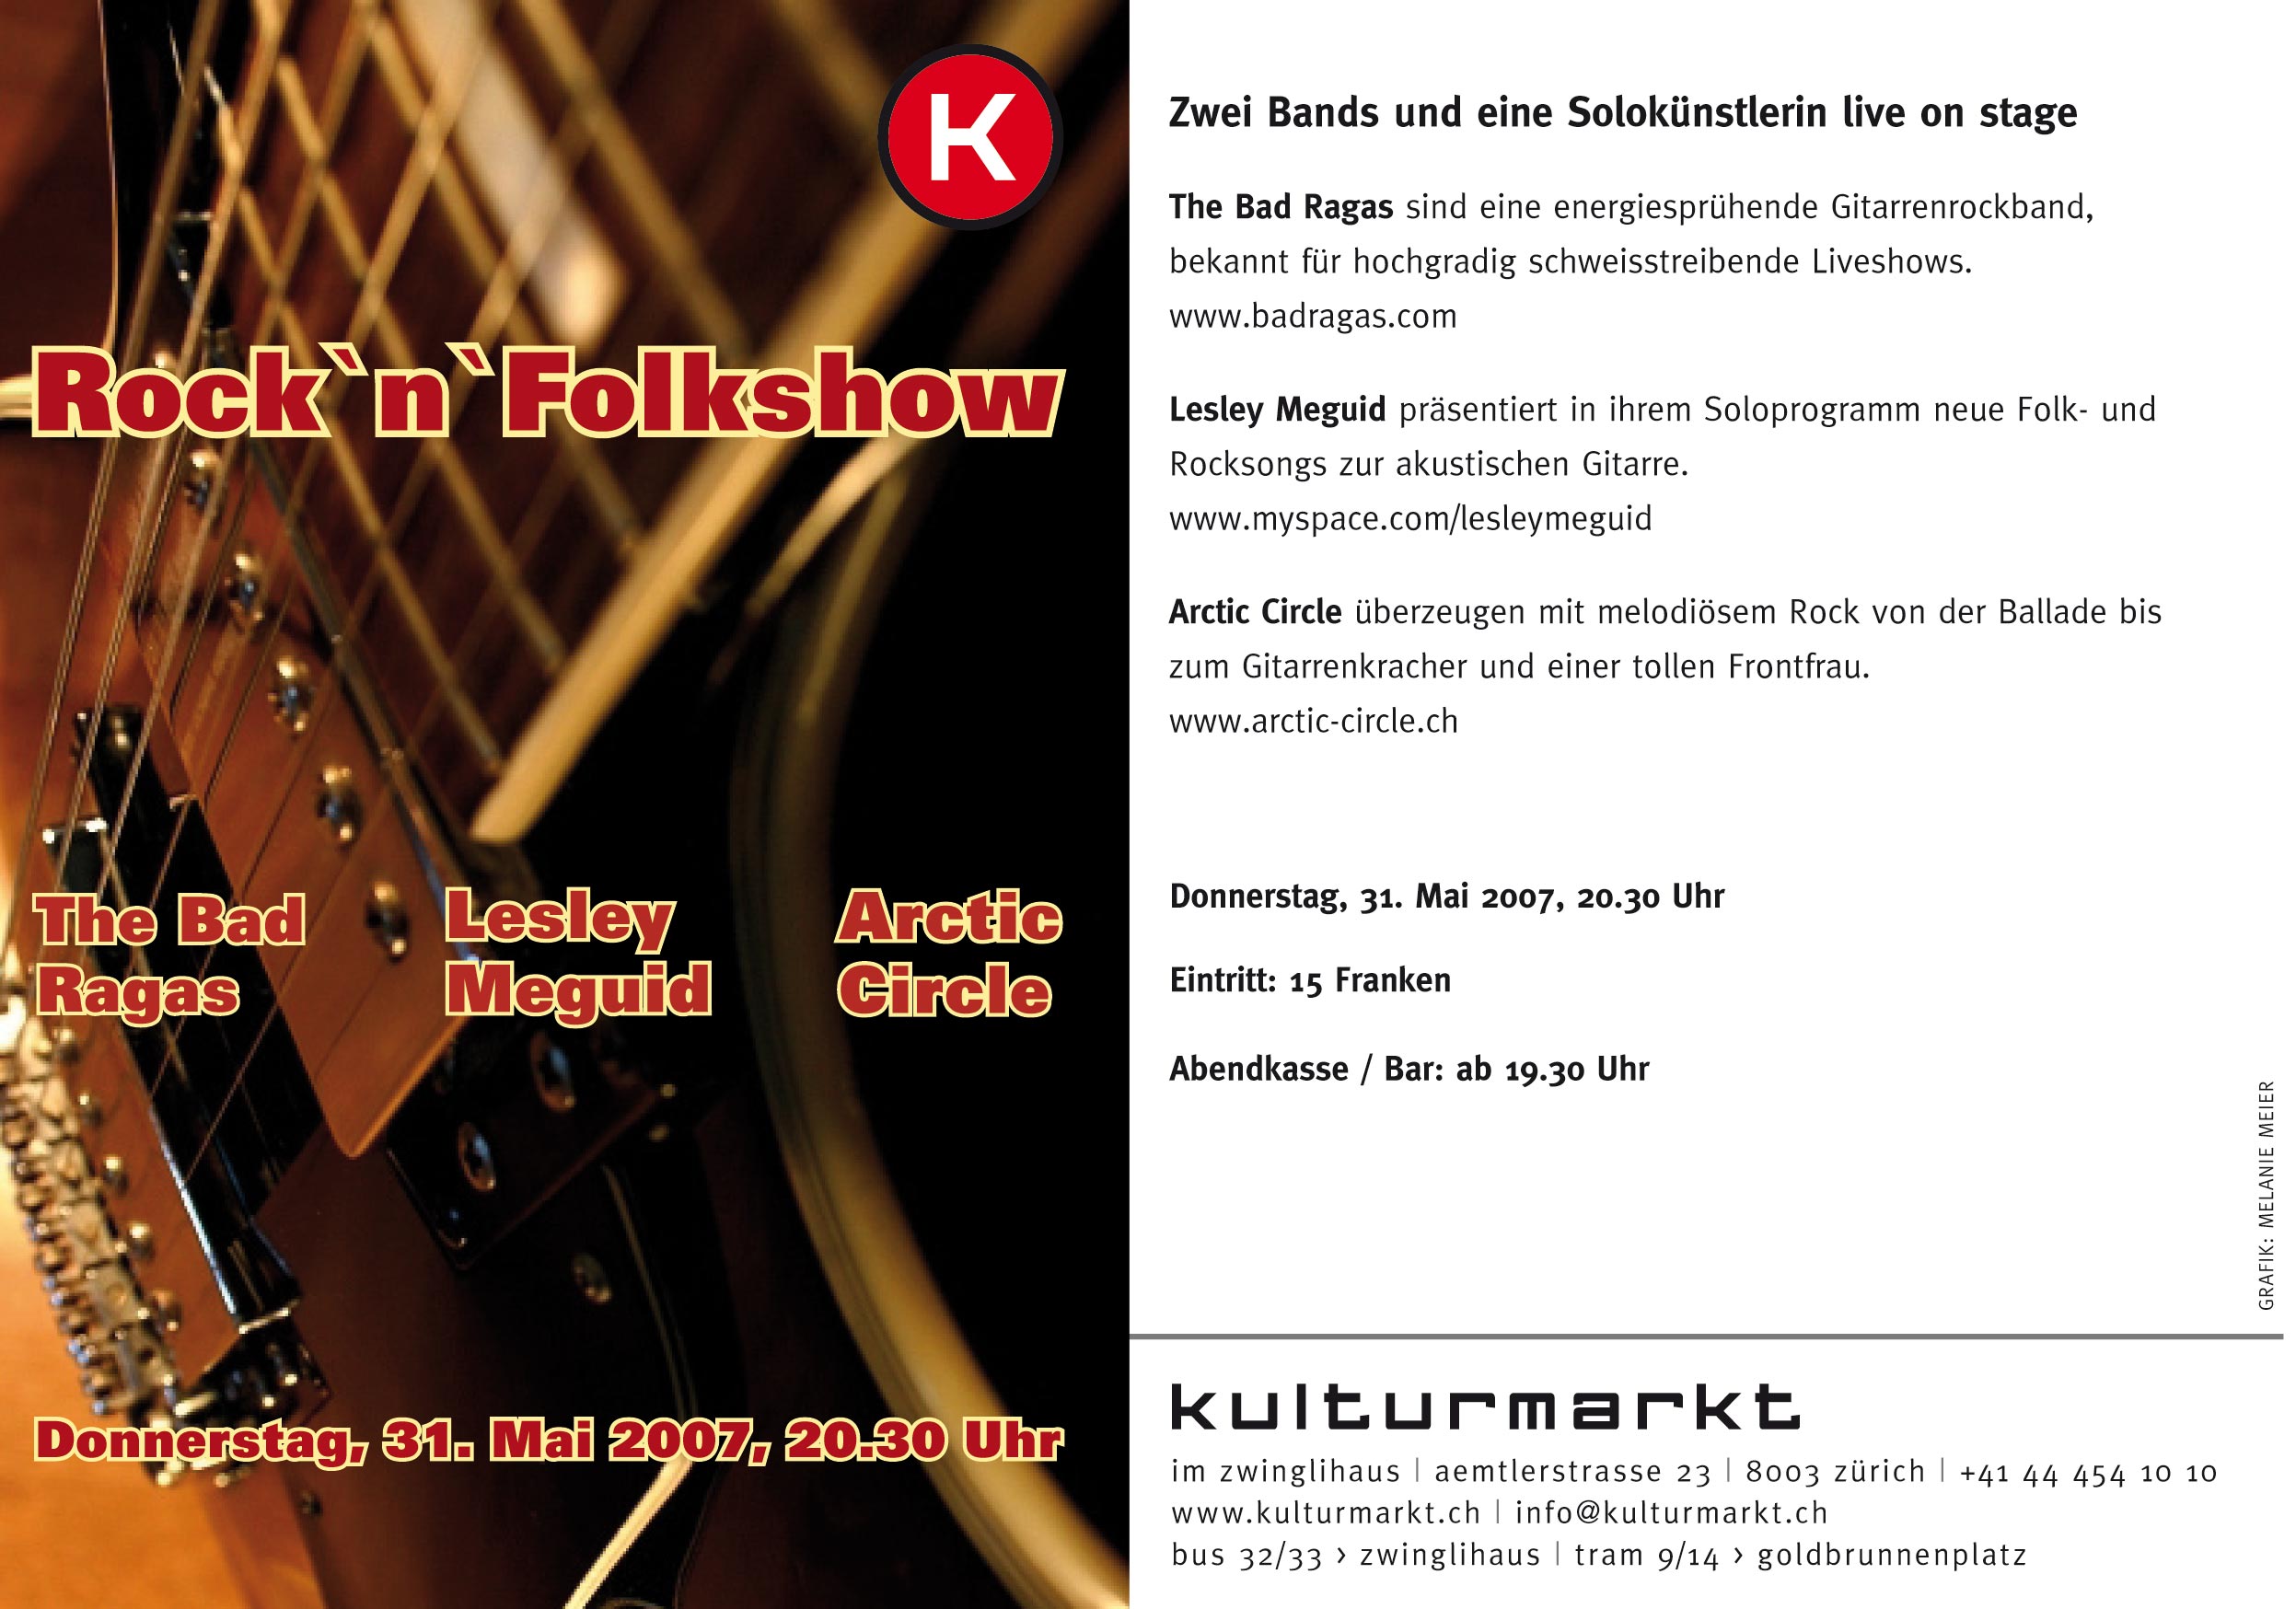 K
Rock`n`Folkshow
The Bad
Ragas
Lesley
Meguid
Arctic
Circle
Donnerstag, 31. Mai 2007, 20.30 Uhr
Zwei Bands und eine Solokünstlerin live on stage
The Bad Ragas sind eine energiesprühende Gitarrenrockband,
bekannt für hochgradig schweisstreibende Liveshows.
www.badragas.com
Lesley Meguid präsentiert in ihrem Soloprogramm neue Folk- und
Rocksongs zur akustischen Gitarre.
www.myspace.com/lesleymeguid
Arctic Circle überzeugen mit melodiösem Rock von der Ballade bis
zum Gitarrenkracher und einer tollen Frontfrau.
www.arctic-circle.ch
Donnerstag, 31. Mai 2007, 20.30 Uhr
Eintritt: 15 Franken
Abendkasse / Bar: ab 19.30 Uhr
GRAFIK: MELANIE MEIER
kulturmarkt
im zwinglihaus | aemtlerstrasse 23 | 8003 zürich | +41 44 454 10 10
www.kulturmarkt.ch | info@kulturmarkt.ch
bus 32/33 > zwinglihaus | tram 9/14 > goldbrunnenplatz